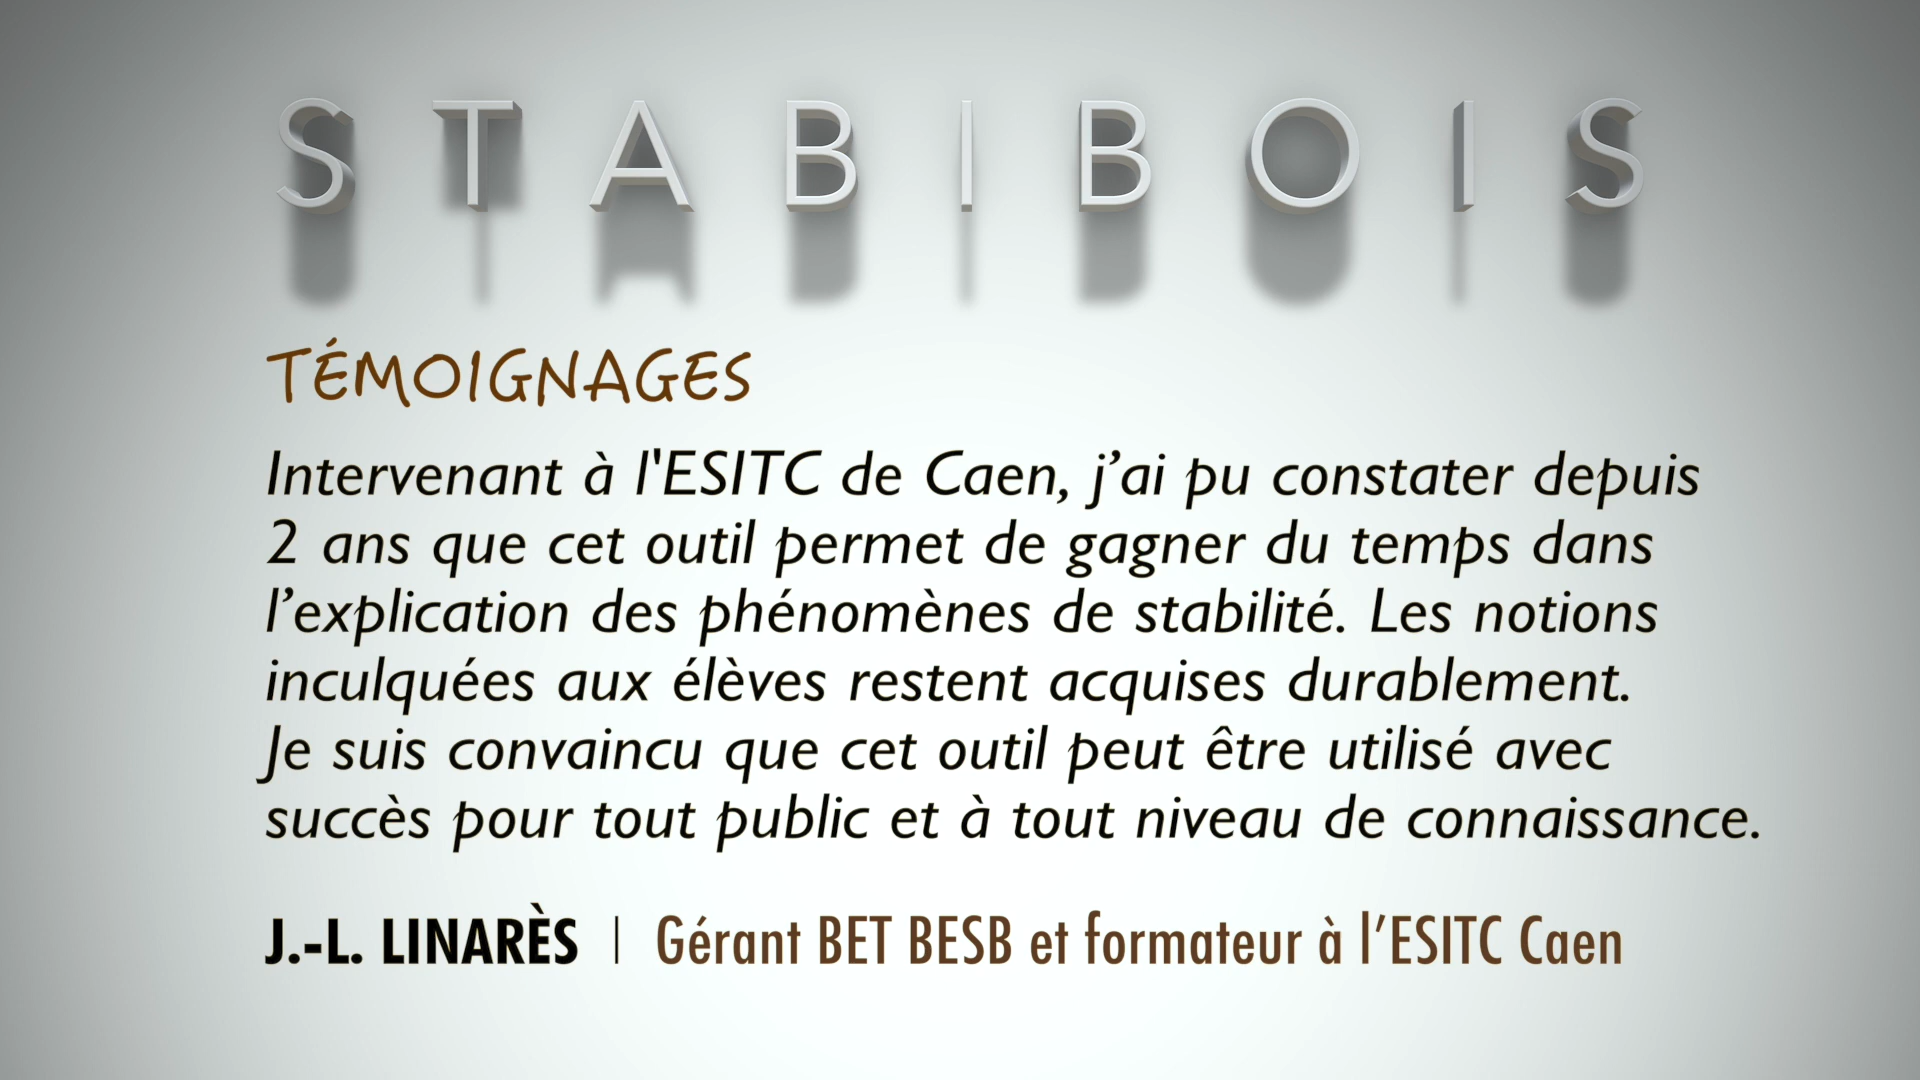 STABIBOIS
TÉMOIGNAGES
Intervenant à l'ESITC de Caen, j’ai pu constater depuis
2 ans que cet outil permet de gagner du temps dans
l’explication des phénomènes de stabilité. Les notions
inculquées aux élèves restent acquises durablement.
Je suis convaincu que cet outil peut être utilisé avec
succès pour tout public et à tout niveau de connaissance.
J.-L. LINARÈS | Gérant BET BESB et formateur à l’ESITC Caen